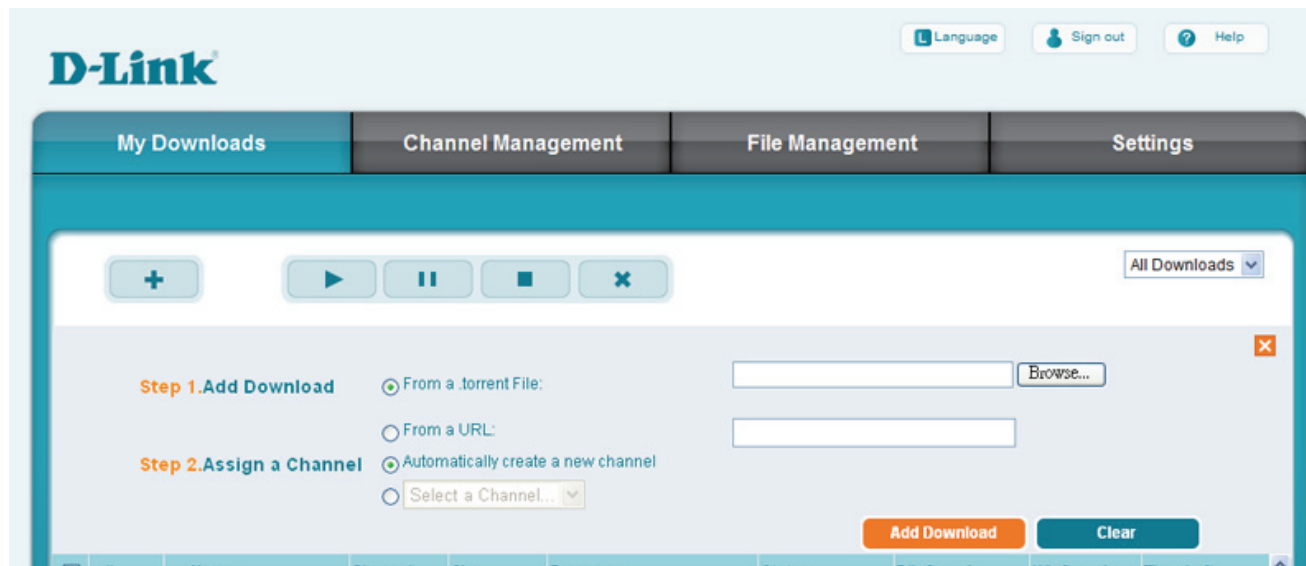 Language Sign out Help
D-Link
My Downloads Channel Management File Management Settings
All Downloads
Step 1.Add Download From a .torrent File: Browse...
From a URL:
Step 2.Assign a Channel Automatically create a new channel
Select a Channel...
Add Download Clear